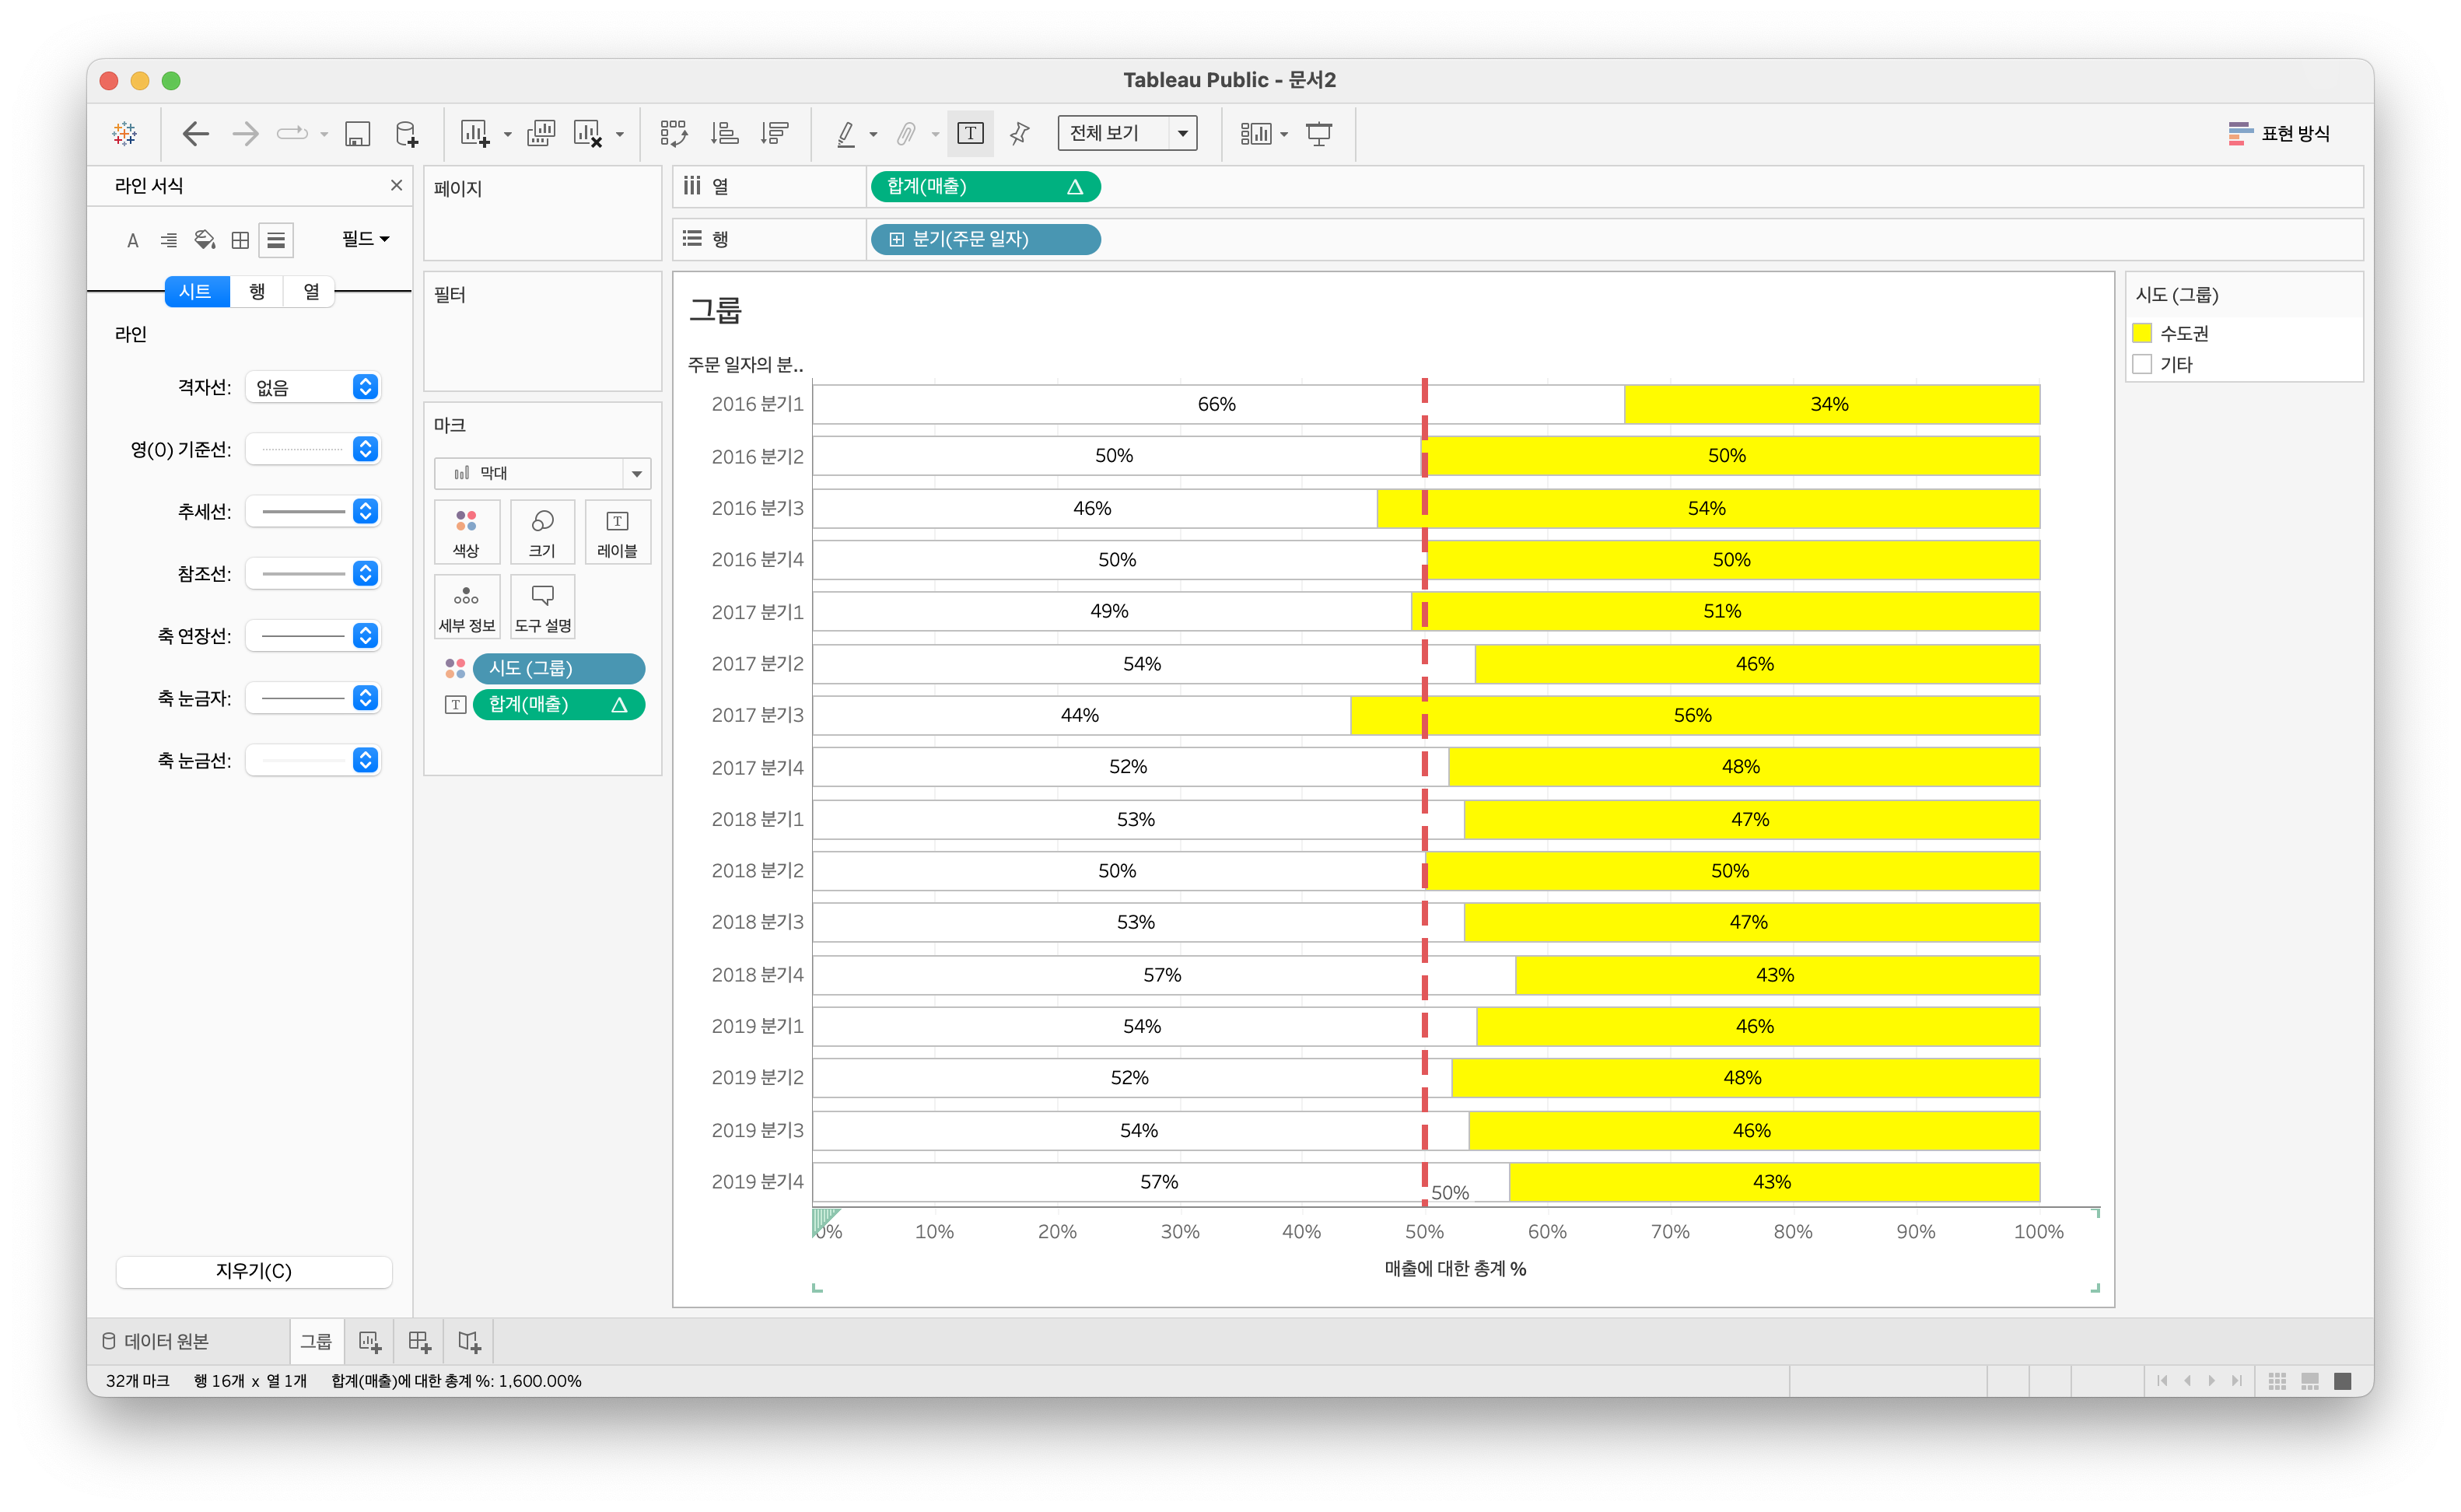 Tableau Public - 문서2
전체 보기
표현 방식
라인 서식
필드
시트 행 열
라인
격자선: 없음
영(0) 기준선:
추세선:
참조선:
축 연장선:
축 눈금자:
축 눈금선:
지우기(C)
페이지
필터
마크
막대
색상 크기 레이블
세부 정보 도구 설명
시도 (그룹)
합계(매출)
열 합계(매출)
행 분기(주문 일자)
그룹
주문 일자의 분..
2016 분기1 66% 34%
2016 분기2 50% 50%
2016 분기3 46% 54%
2016 분기4 50% 50%
2017 분기1 49% 51%
2017 분기2 54% 46%
2017 분기3 44% 56%
2017 분기4 52% 48%
2018 분기1 53% 47%
2018 분기2 50% 50%
2018 분기3 53% 47%
2018 분기4 57% 43%
2019 분기1 54% 46%
2019 분기2 52% 48%
2019 분기3 54% 46%
2019 분기4 57% 43%
50%
0% 10% 20% 30% 40% 50% 60% 70% 80% 90% 100%
매출에 대한 총계 %
시도 (그룹)
수도권
기타
데이터 원본 그룹
32개 마크 행 16개 x 열 1개 합계(매출)에 대한 총계 %: 1,600.00%